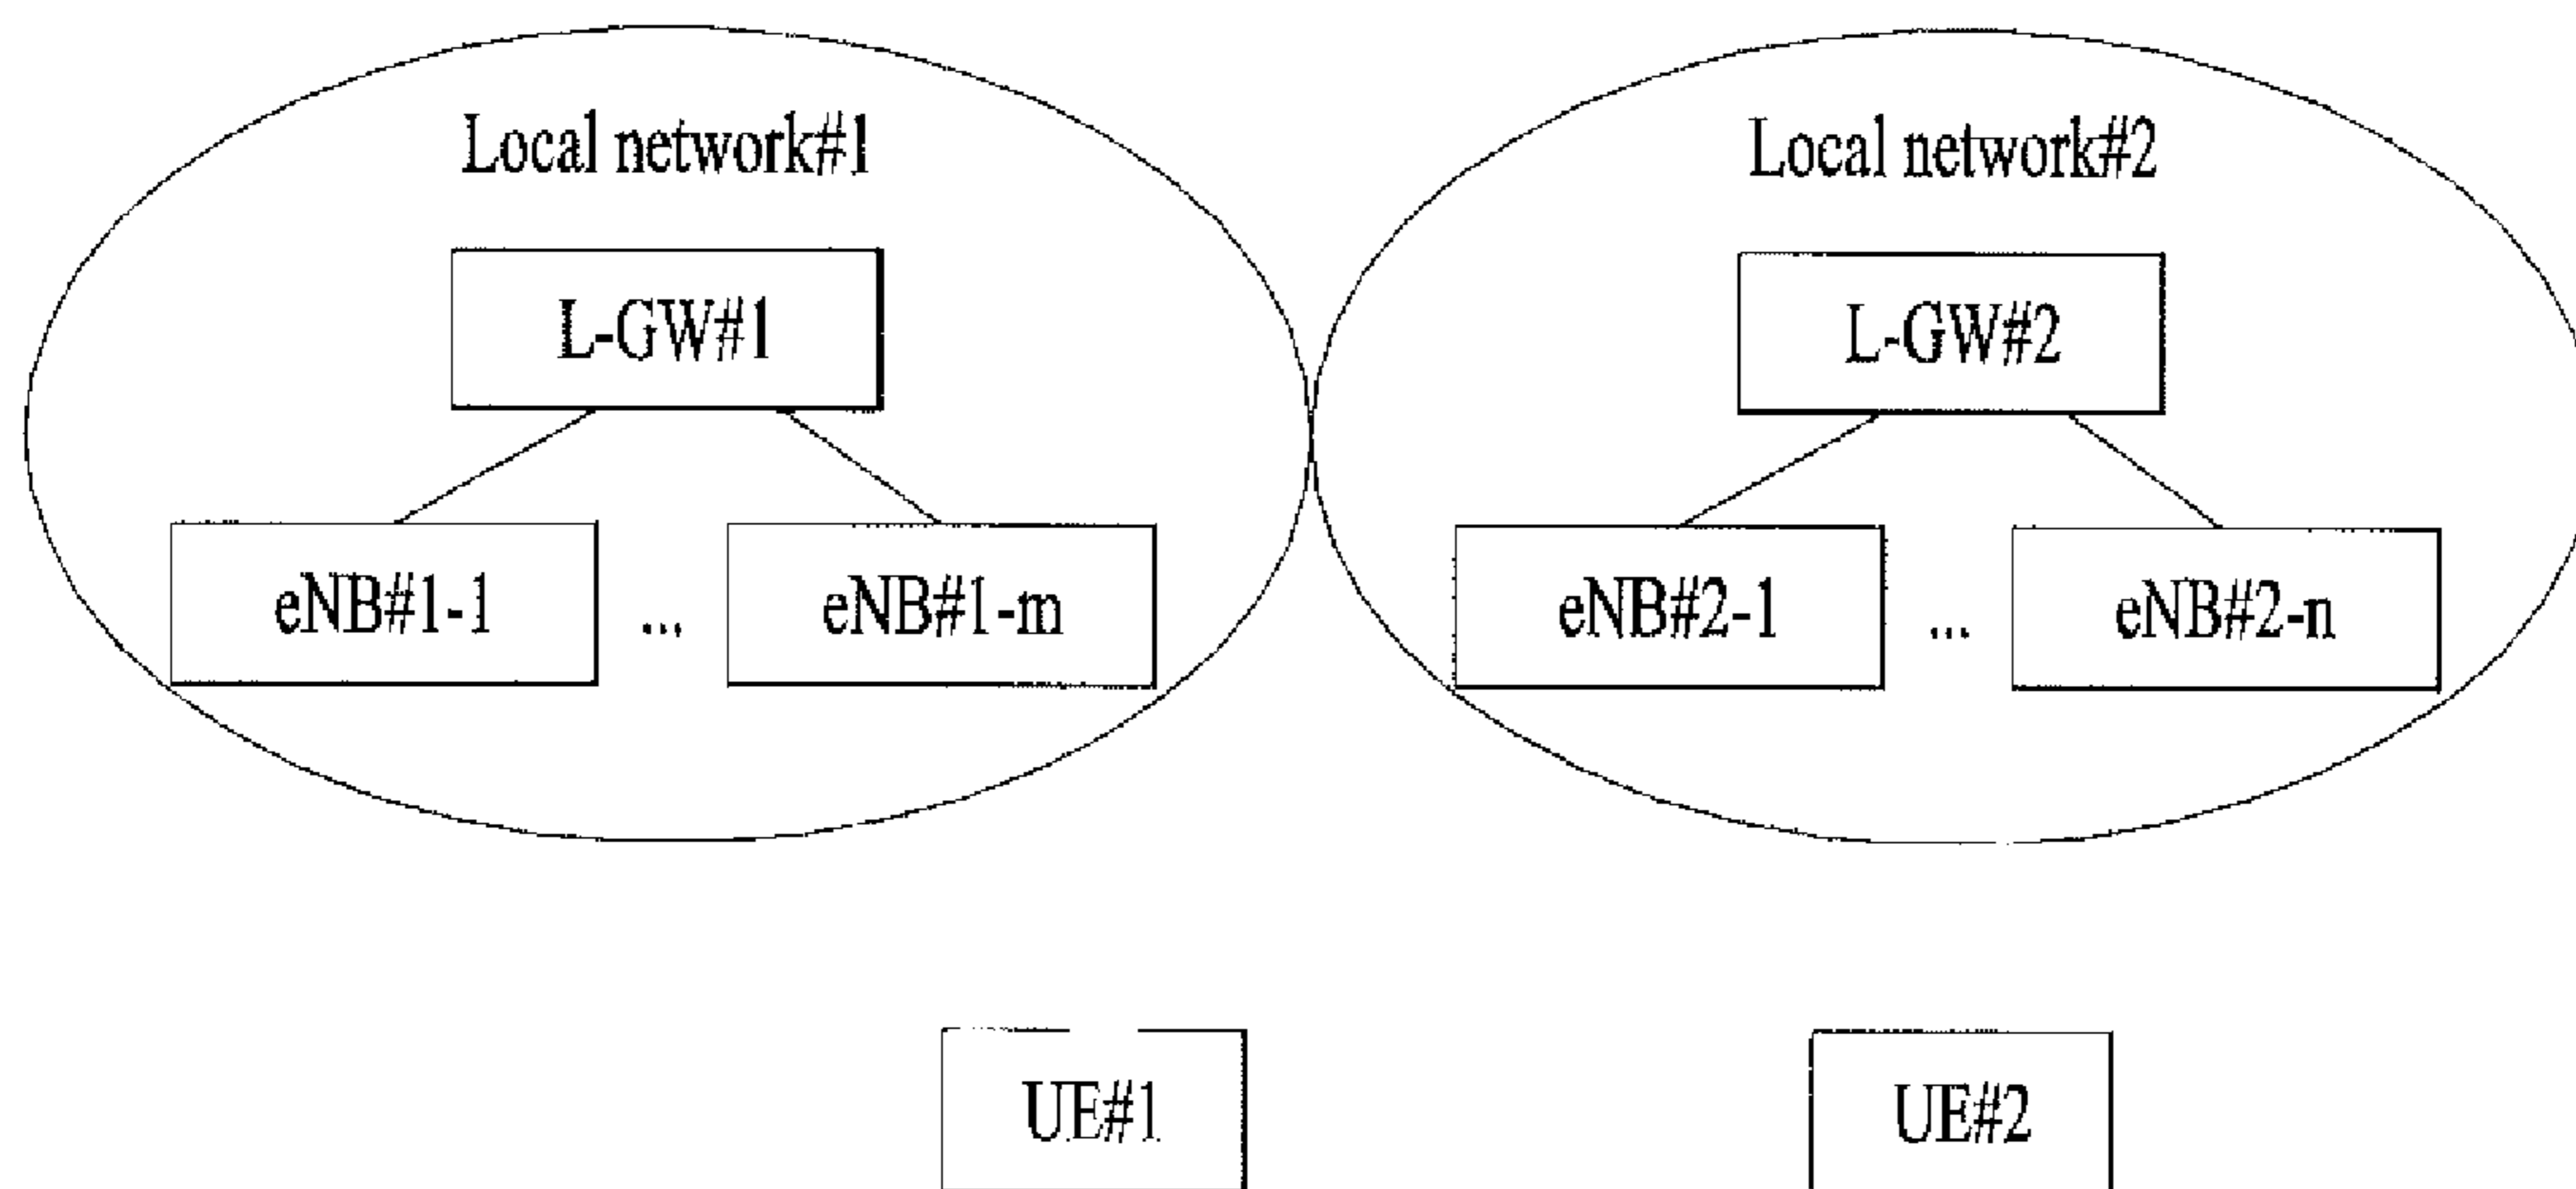 Local network#1 Local network#2
L-GW#1 L-GW#2
eNB#1-1 ... eNB#1-m eNB#2-1 ... eNB#2-n
UE#1 UE#2